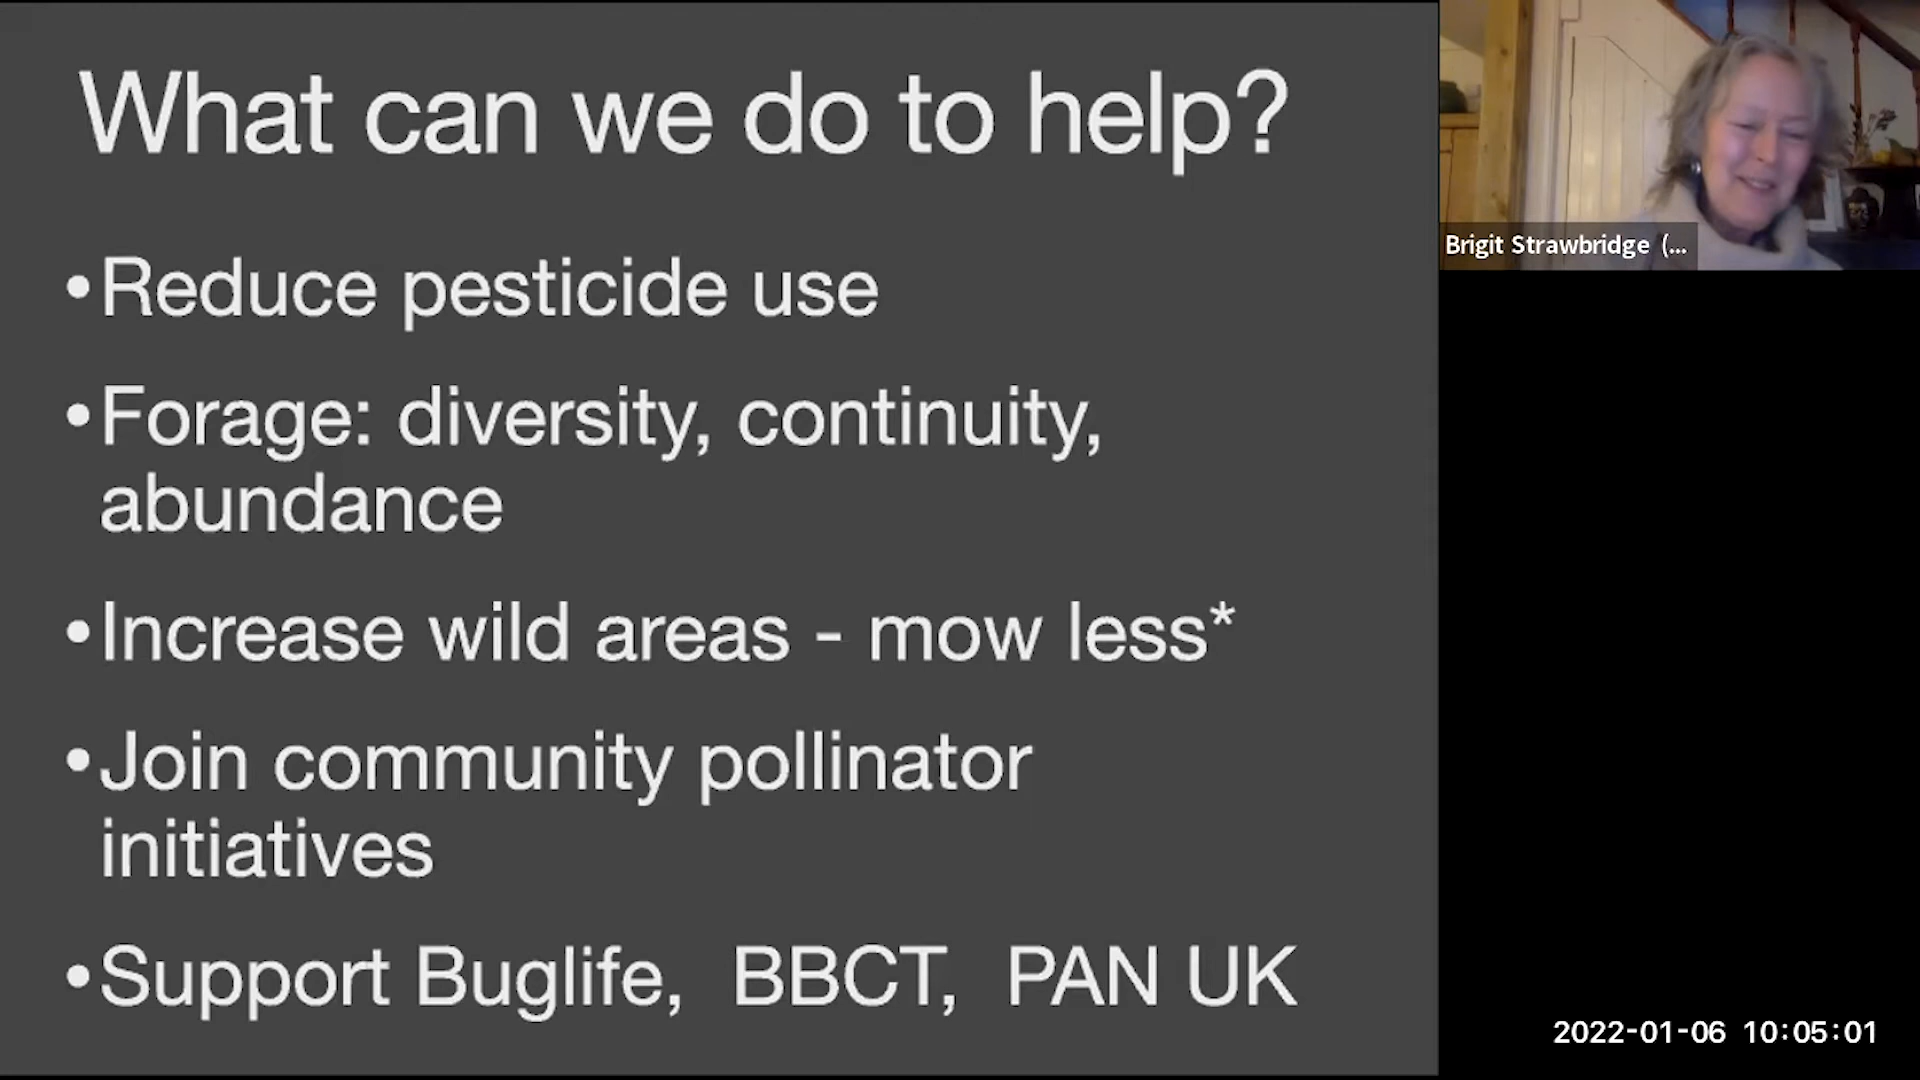 What can we do to help?
•Reduce pesticide use
•Forage: diversity, continuity,
abundance
•Increase wild areas - mow less*
•Join community pollinator
initiatives
•Support Buglife, BBCT, PAN UK
Brigit Strawbridge (...
2022-01-06 10:05:01